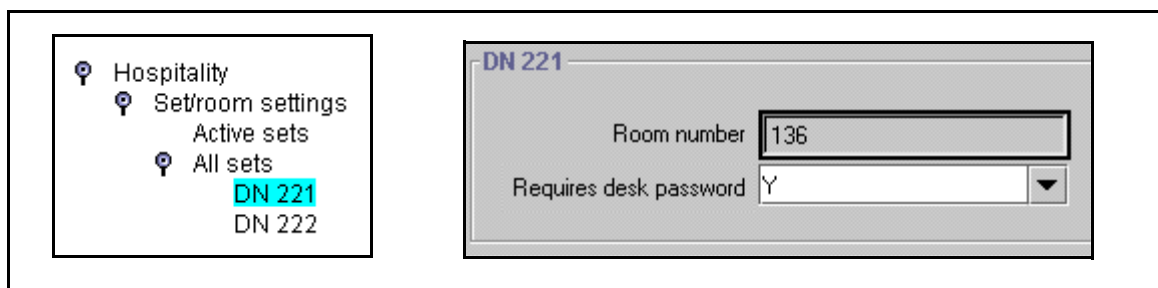 Hospitality
Set/room settings
Active sets
All sets
DN 221
DN 222
DN 221
Room number 136
Requires desk password Y